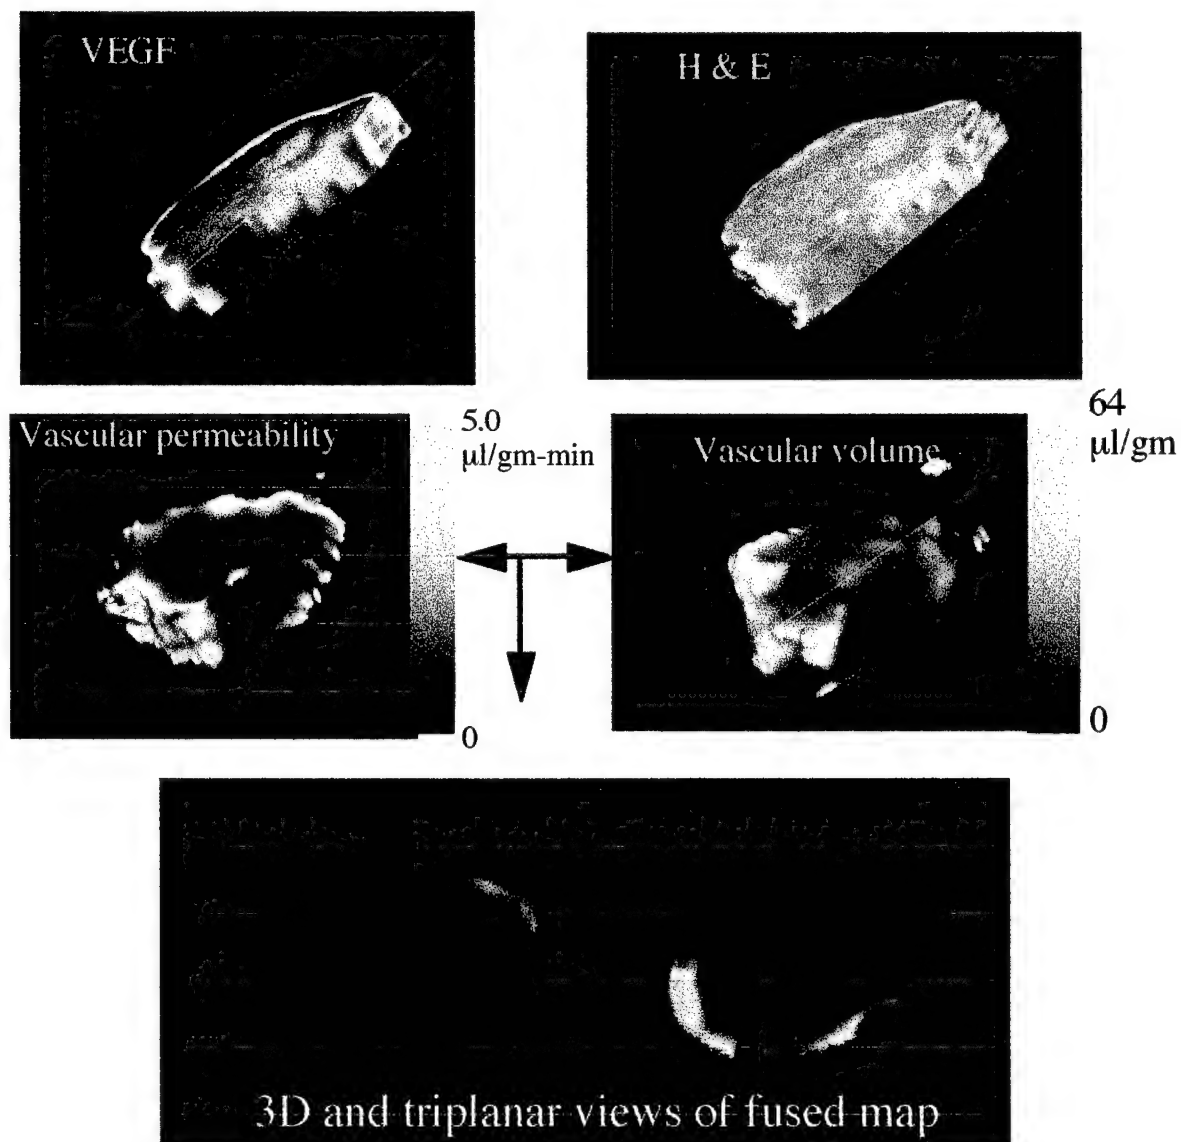 VEGF
H & E
Vascular permeability
5.0
µl/gm-min
0
Vascular volume
64
µl/gm
0
3D and triplanar views of fused map